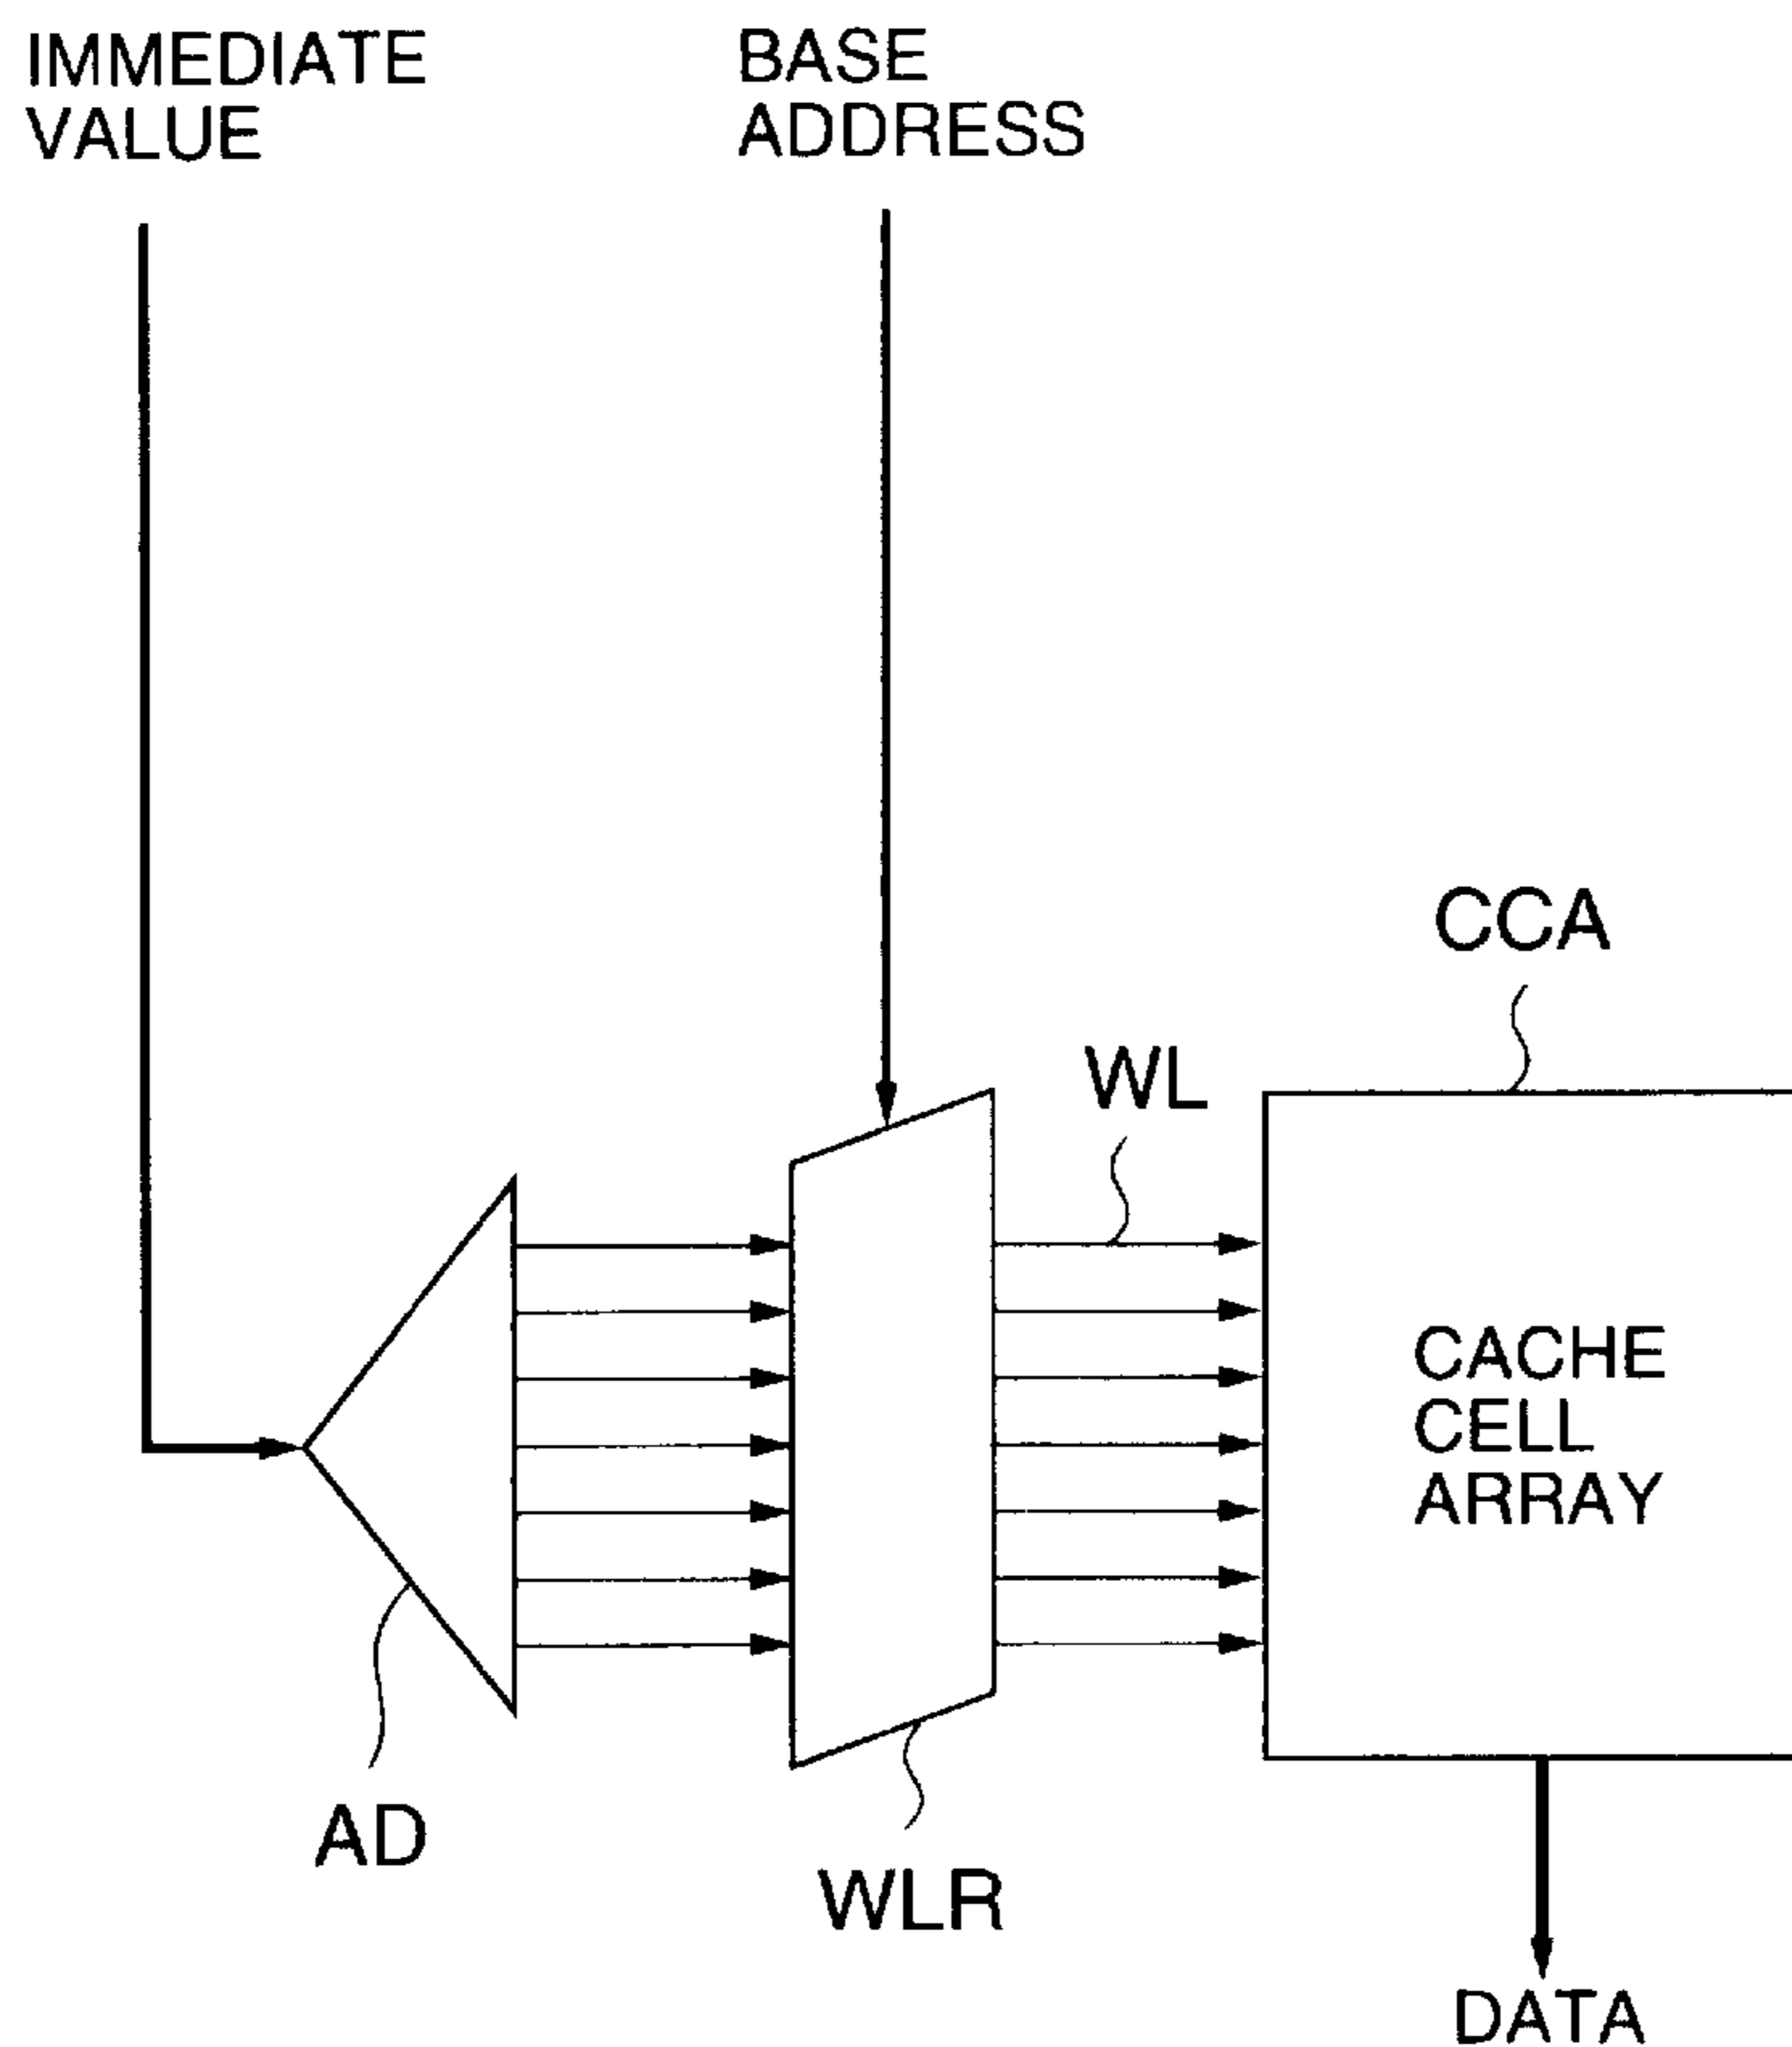 IMMEDIATE
VALUE
BASE
ADDRESS
CCA
WL
CACHE
CELL
ARRAY
AD
WLR
DATA